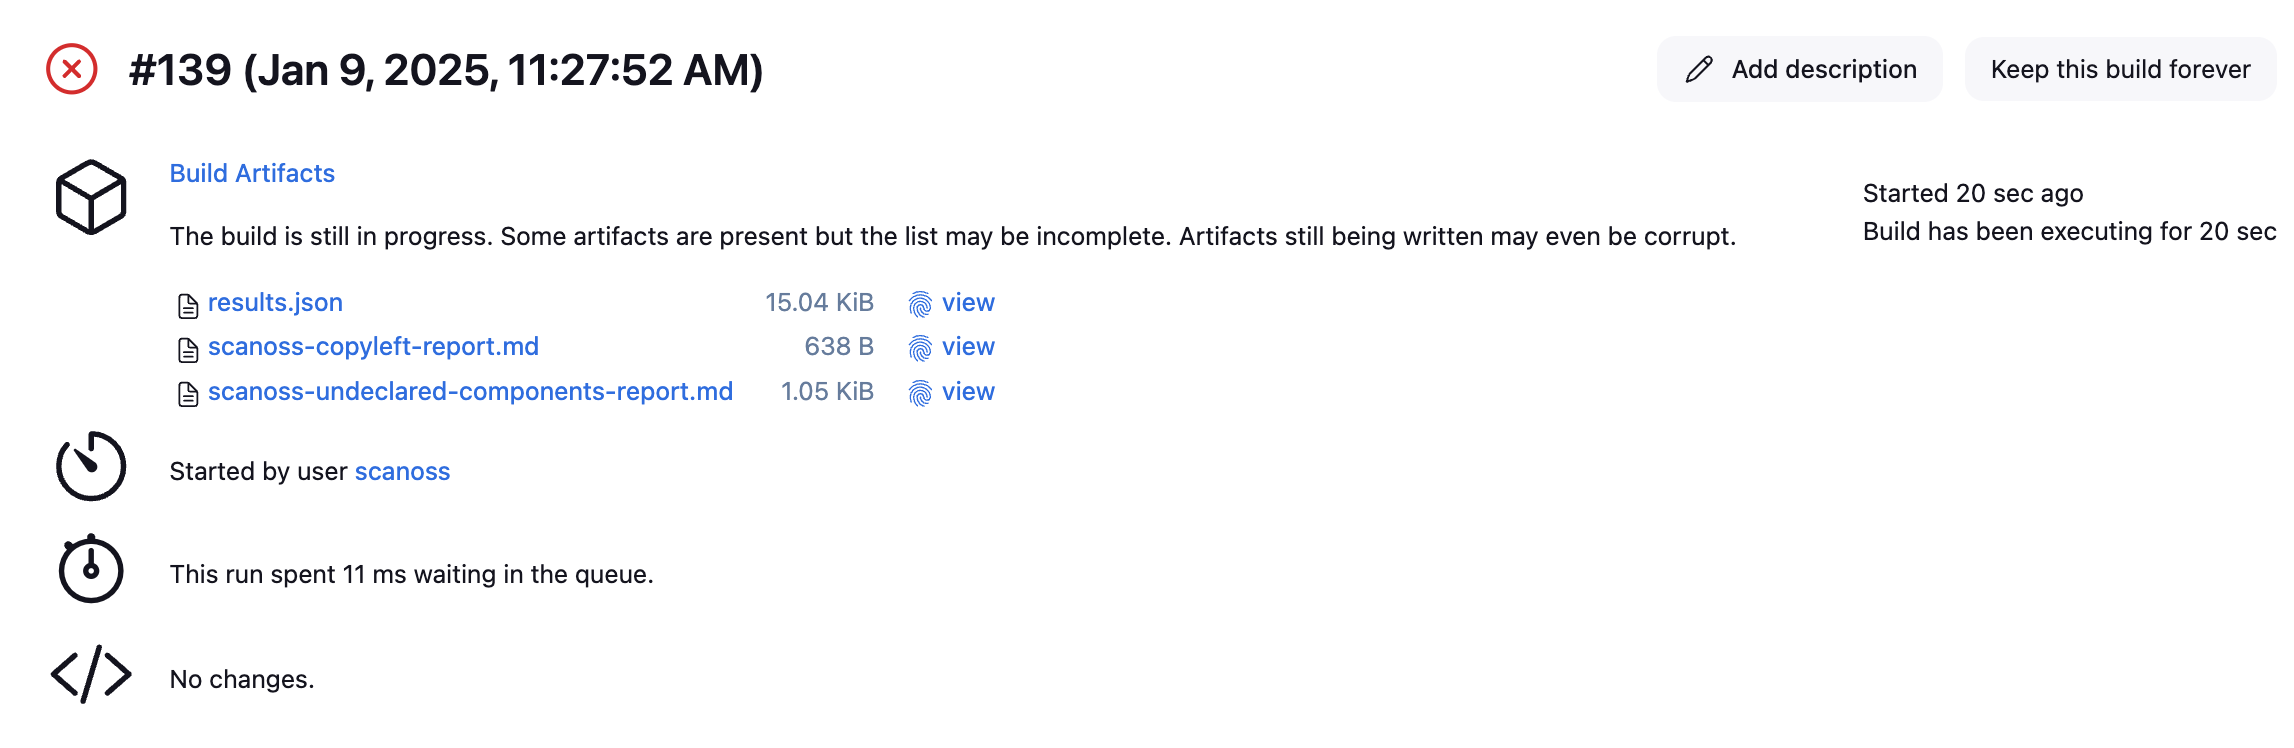 #139 (Jan 9, 2025, 11:27:52 AM)
Add description
Keep this build forever
Build Artifacts
Started 20 sec ago
Build has been executing for 20 sec
The build is still in progress. Some artifacts are present but the list may be incomplete. Artifacts still being written may even be corrupt.
results.json 15.04 KiB view
scanoss-copyleft-report.md 638 B view
scanoss-undeclared-components-report.md 1.05 KiB view
Started by user scanoss
This run spent 11 ms waiting in the queue.
No changes.